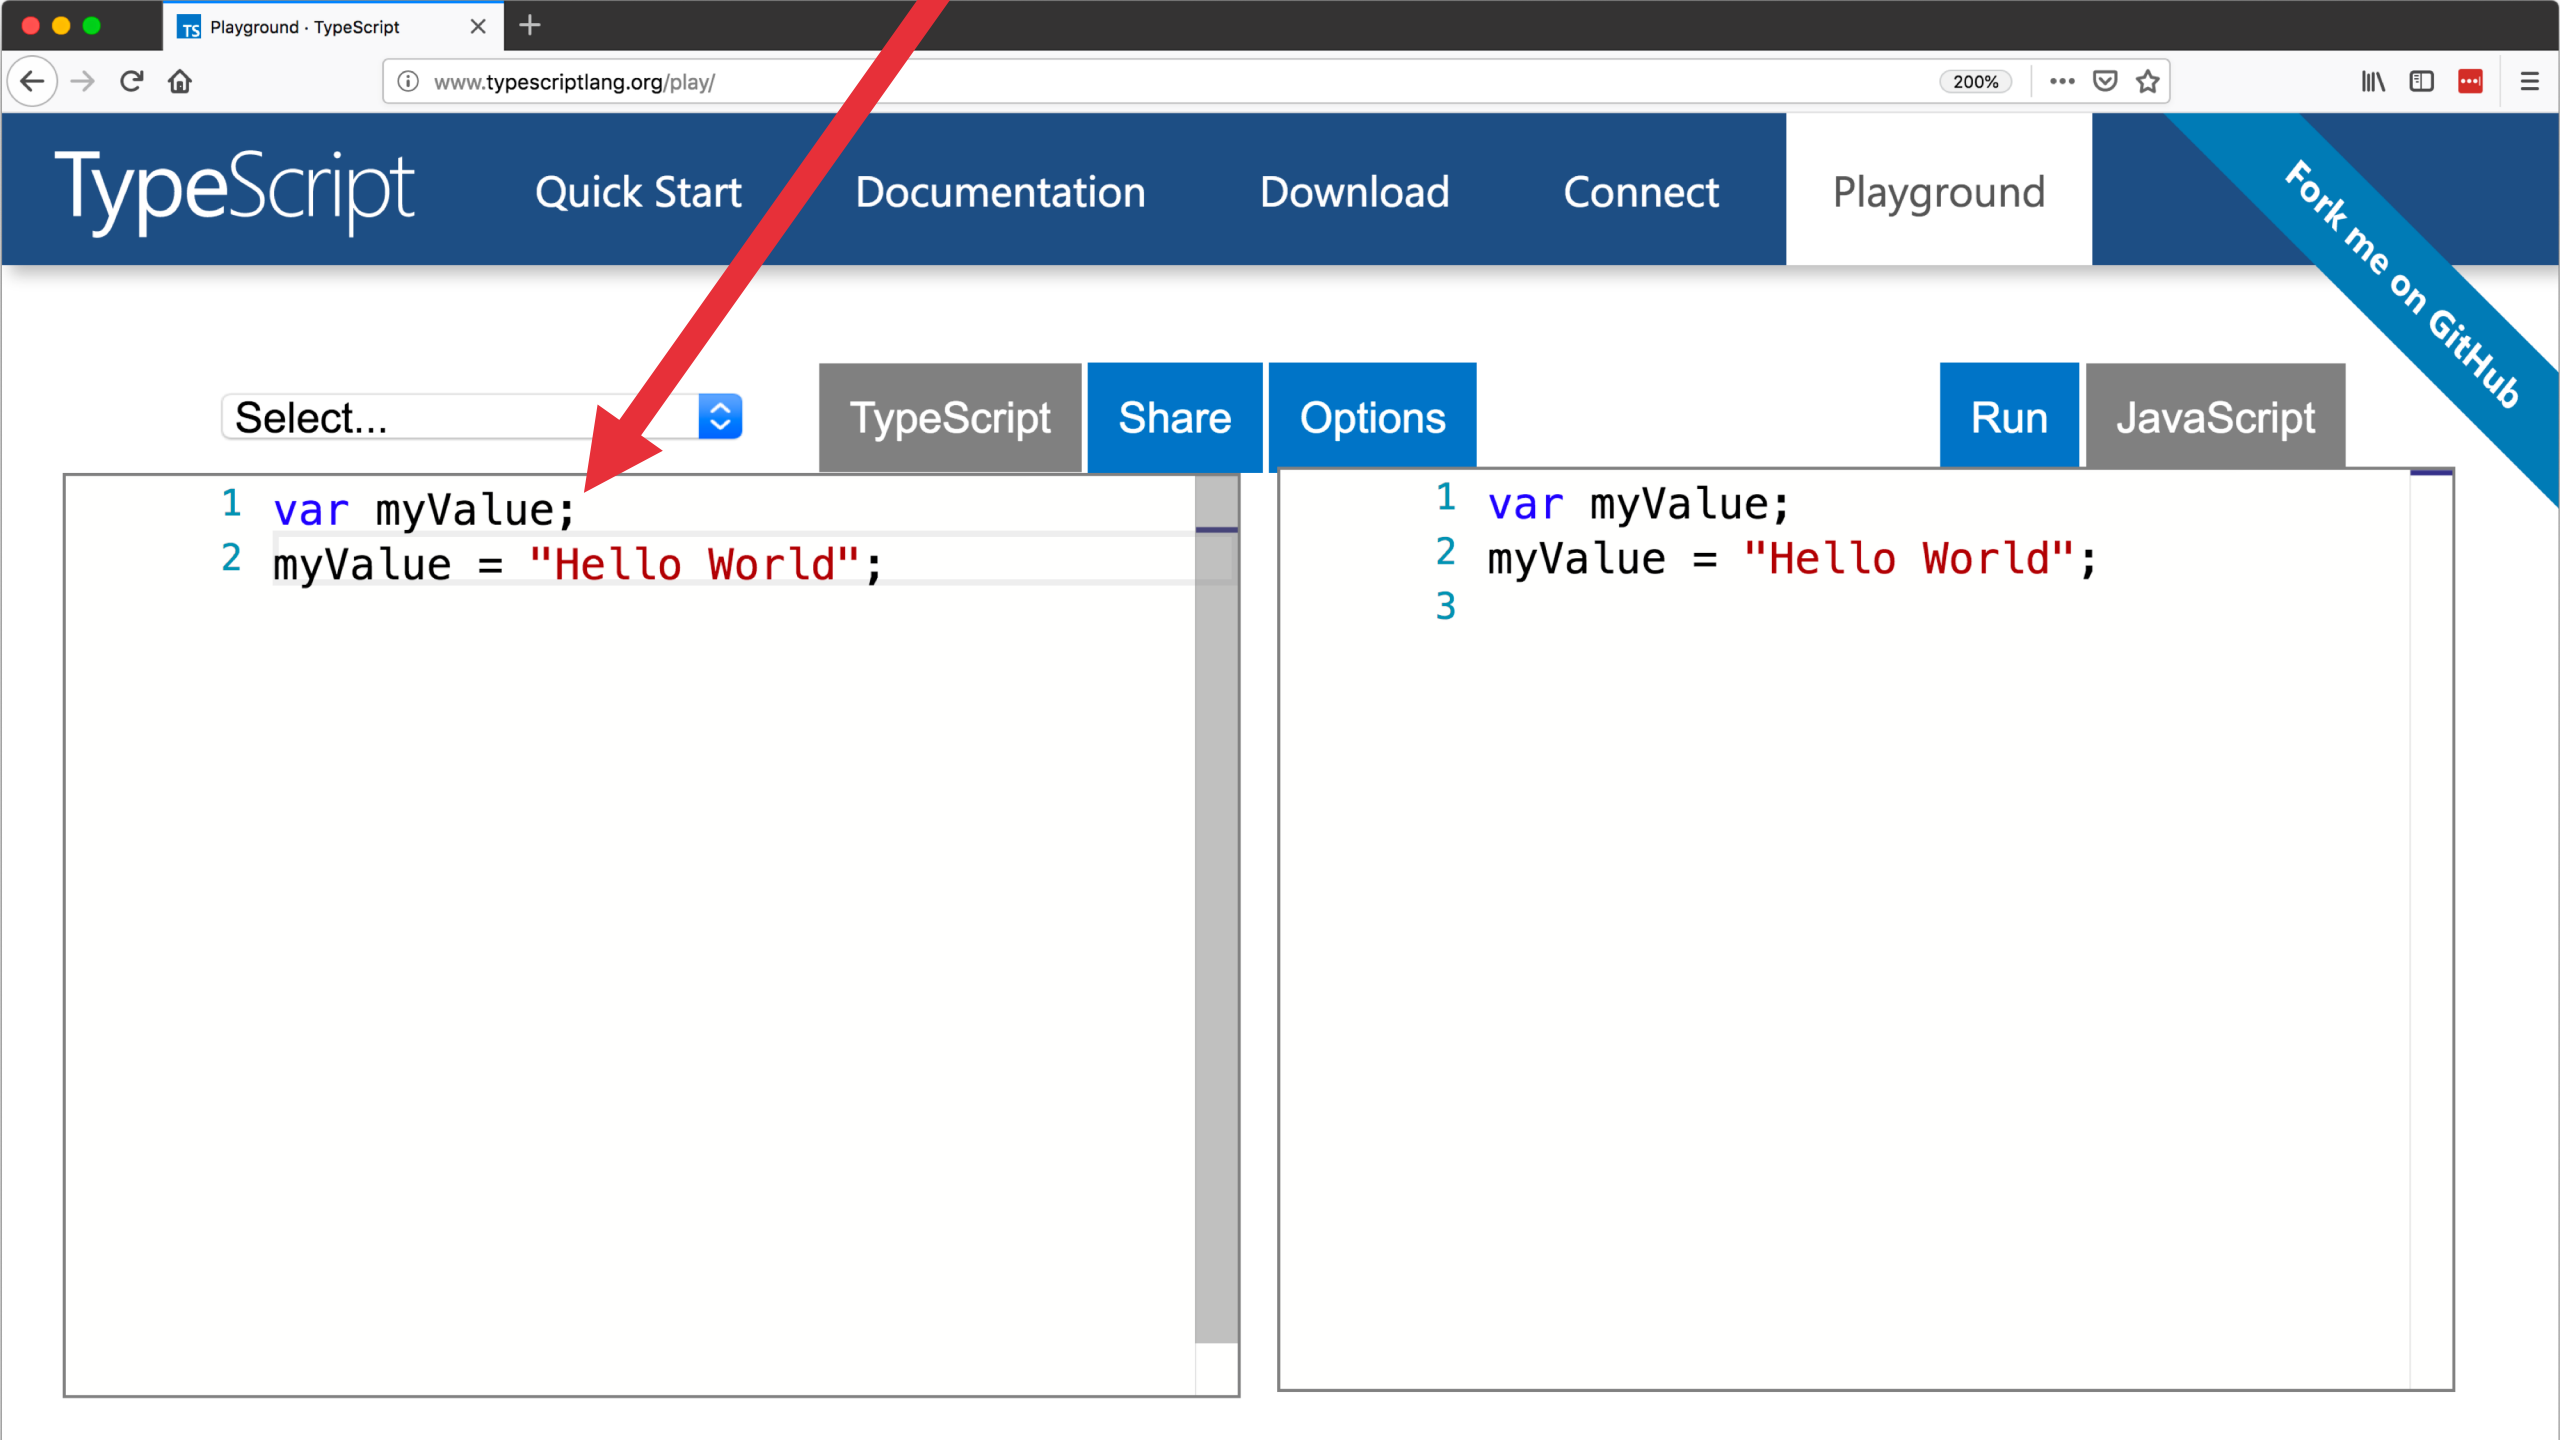 Playground · TypeScript
www.typescriptlang.org/play/
200%
TypeScript
Quick Start
Documentation
Download
Connect
Playground
Fork me on GitHub
Select...
TypeScript
Share
Options
Run
JavaScript
1 var myValue;
2 myValue = "Hello World";
1 var myValue;
2 myValue = "Hello World";
3